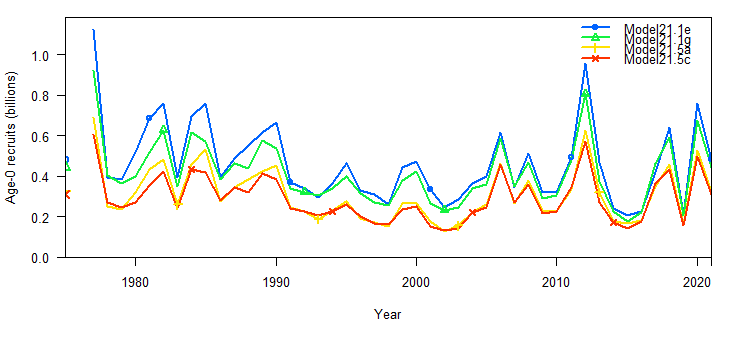 Model21.1e
Model21.1g
Model21.5a
Model21.5c
Age-0 recruits (billions)
1.0
0.8
0.6
0.4
0.2
0.0
1980 1990 2000 2010 2020
Year